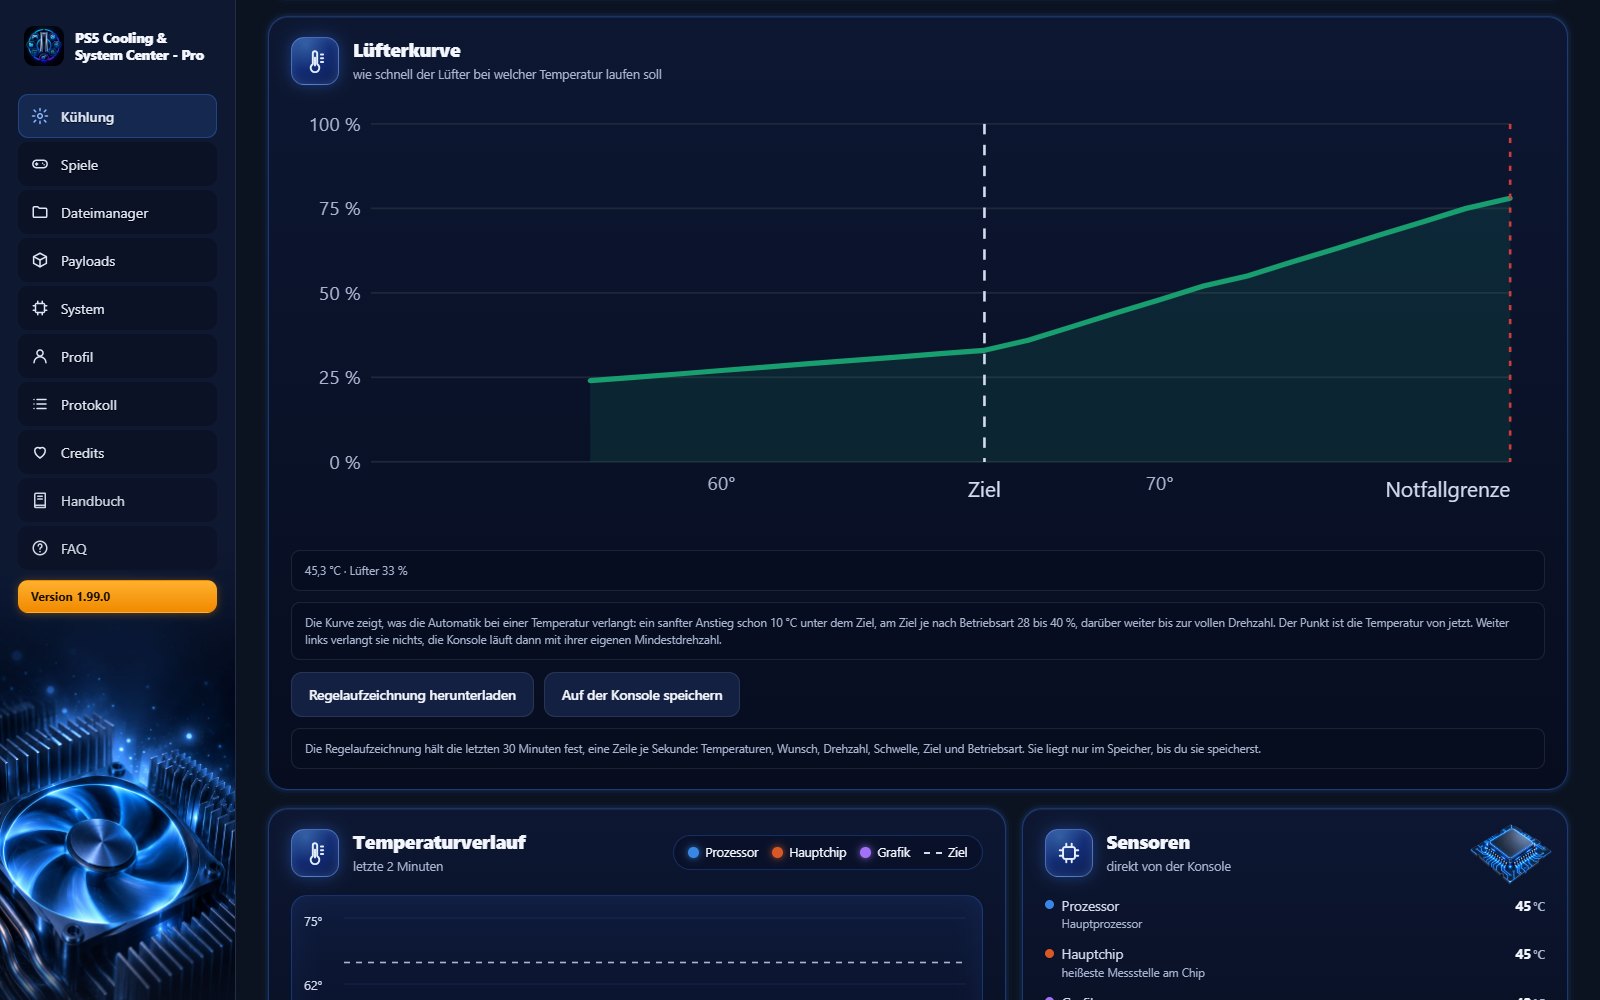 PS5 Cooling &
System Center - Pro
Kühlung
Spiele
Dateimanager
Payloads
System
Profil
Protokoll
Credits
Handbuch
FAQ
Version 1.99.0
Lüfterkurve
wie schnell der Lüfter bei welcher Temperatur laufen soll
100 %
75 %
50 %
25 %
0 %
60°
Ziel
70°
Notfallgrenze
45,3 °C · Lüfter 33 %
Die Kurve zeigt, was die Automatik bei einer Temperatur verlangt: ein sanfter Anstieg schon 10 °C unter dem Ziel, am Ziel je nach Betriebsart 28 bis 40 %, darüber weiter bis zur vollen Drehzahl. Der Punkt ist die Temperatur von jetzt. Weiter
links verlangt sie nichts, die Konsole läuft dann mit ihrer eigenen Mindestdrehzahl.
Regelaufzeichnung herunterladen
Auf der Konsole speichern
Die Regelaufzeichnung hält die letzten 30 Minuten fest, eine Zeile je Sekunde: Temperaturen, Wunsch, Drehzahl, Schwelle, Ziel und Betriebsart. Sie liegt nur im Speicher, bis du sie speicherst.
Temperaturverlauf
letzte 2 Minuten
Prozessor
Hauptchip
Grafik
Ziel
75°
62°
Sensoren
direkt von der Konsole
Prozessor
45 °C
Hauptprozessor
Hauptchip
45 °C
heißeste Messstelle am Chip